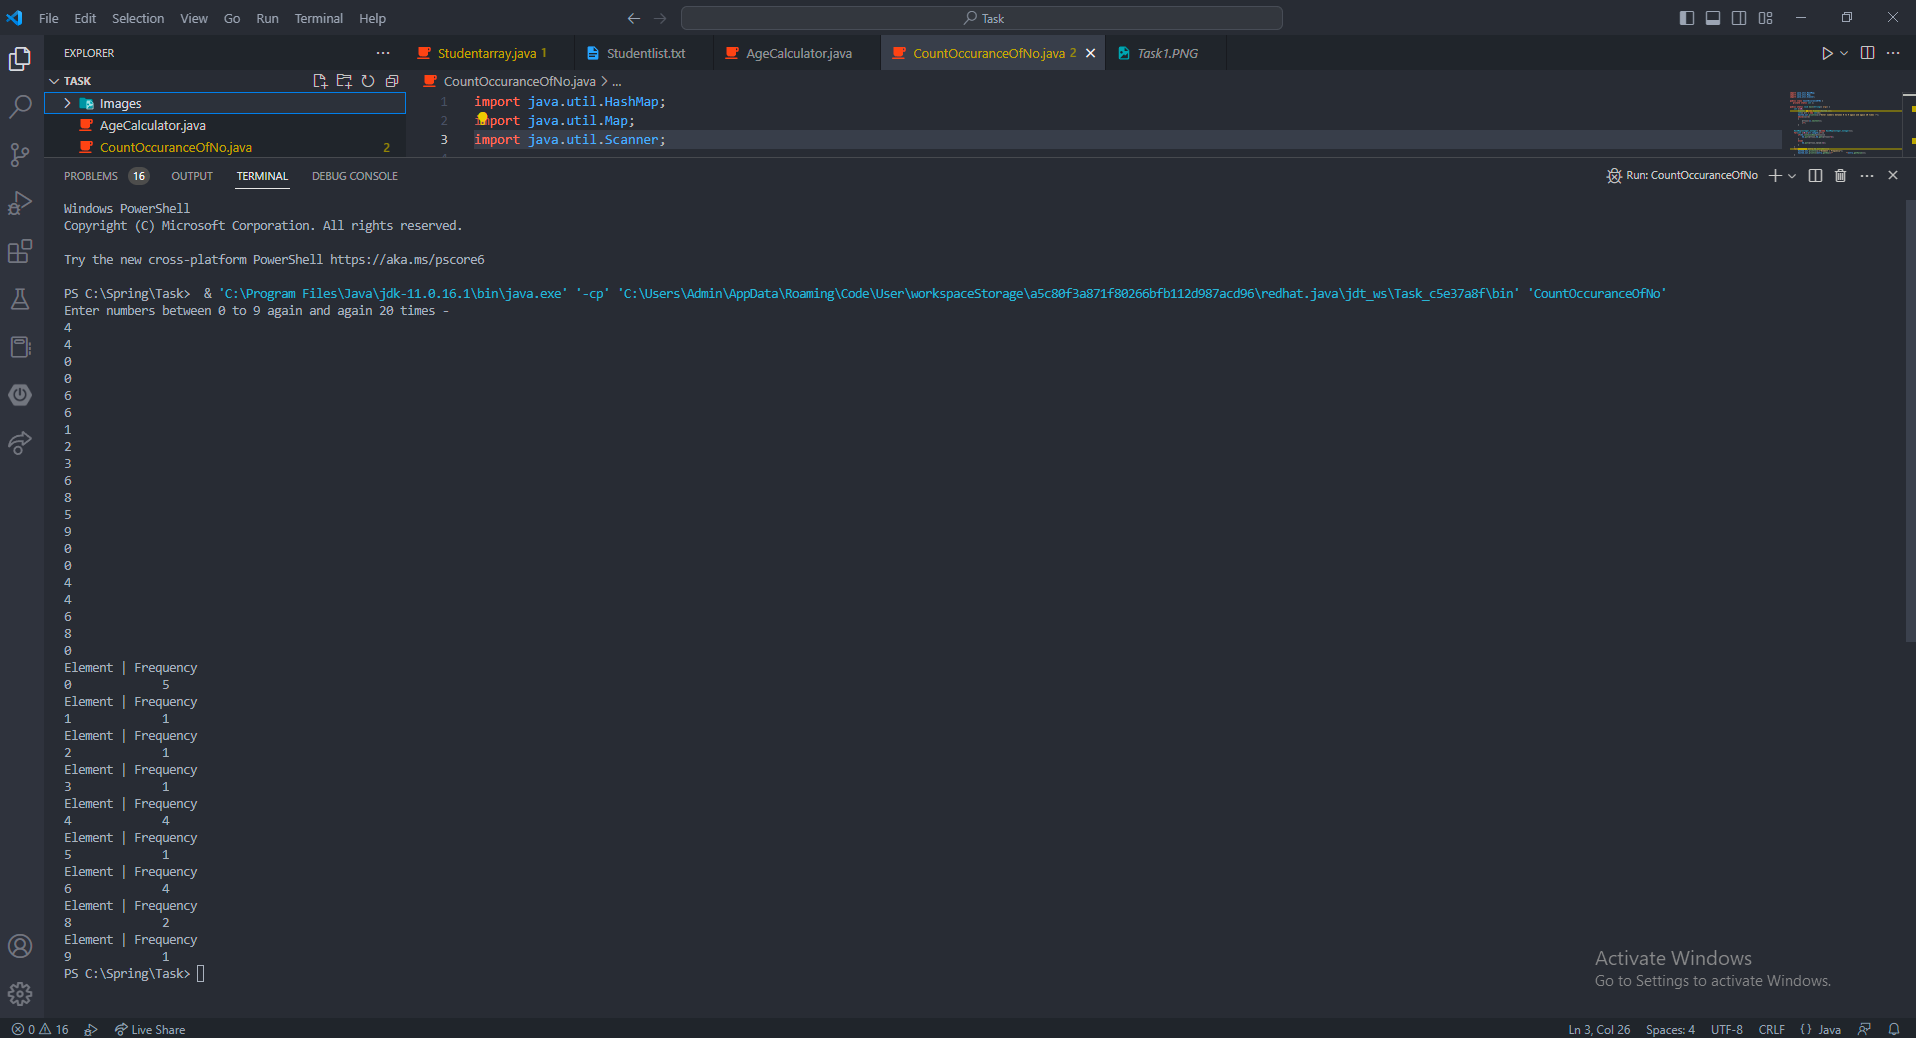 File Edit Selection View Go Run Terminal Help
Task
EXPLORER
Studentarray.java 1
Studentlist.txt
AgeCalculator.java
CountOccuranceOfNo.java 2
Task1.PNG
TASK
CountOccuranceOfNo.java > ...
Images
AgeCalculator.java
CountOccuranceOfNo.java 2
1 import java.util.HashMap;
2 import java.util.Map;
3 import java.util.Scanner;
PROBLEMS 16 OUTPUT TERMINAL DEBUG CONSOLE
Run: CountOccuranceOfNo
Windows PowerShell
Copyright (C) Microsoft Corporation. All rights reserved.
Try the new cross-platform PowerShell https://aka.ms/pscore6
PS C:\Spring\Task>  & 'C:\Program Files\Java\jdk-11.0.16.1\bin\java.exe' '-cp' 'C:\Users\Admin\AppData\Roaming\Code\User\workspaceStorage\a5c80f3a871f80266bfb112d987acd96\redhat.java\jdt_ws\Task_c5e37a8f\bin' 'CountOccuranceOfNo'
Enter numbers between 0 to 9 again and again 20 times -
4
4
0
0
6
6
1
2
3
6
8
5
9
0
0
4
4
6
8
0
Element | Frequency
0 5
Element | Frequency
1 1
Element | Frequency
2 1
Element | Frequency
3 1
Element | Frequency
4 4
Element | Frequency
5 1
Element | Frequency
6 4
Element | Frequency
8 2
Element | Frequency
9 1
PS C:\Spring\Task>
Activate Windows
Go to Settings to activate Windows.
0 16 Live Share
Ln 3, Col 26 Spaces: 4 UTF-8 CRLF {} Java